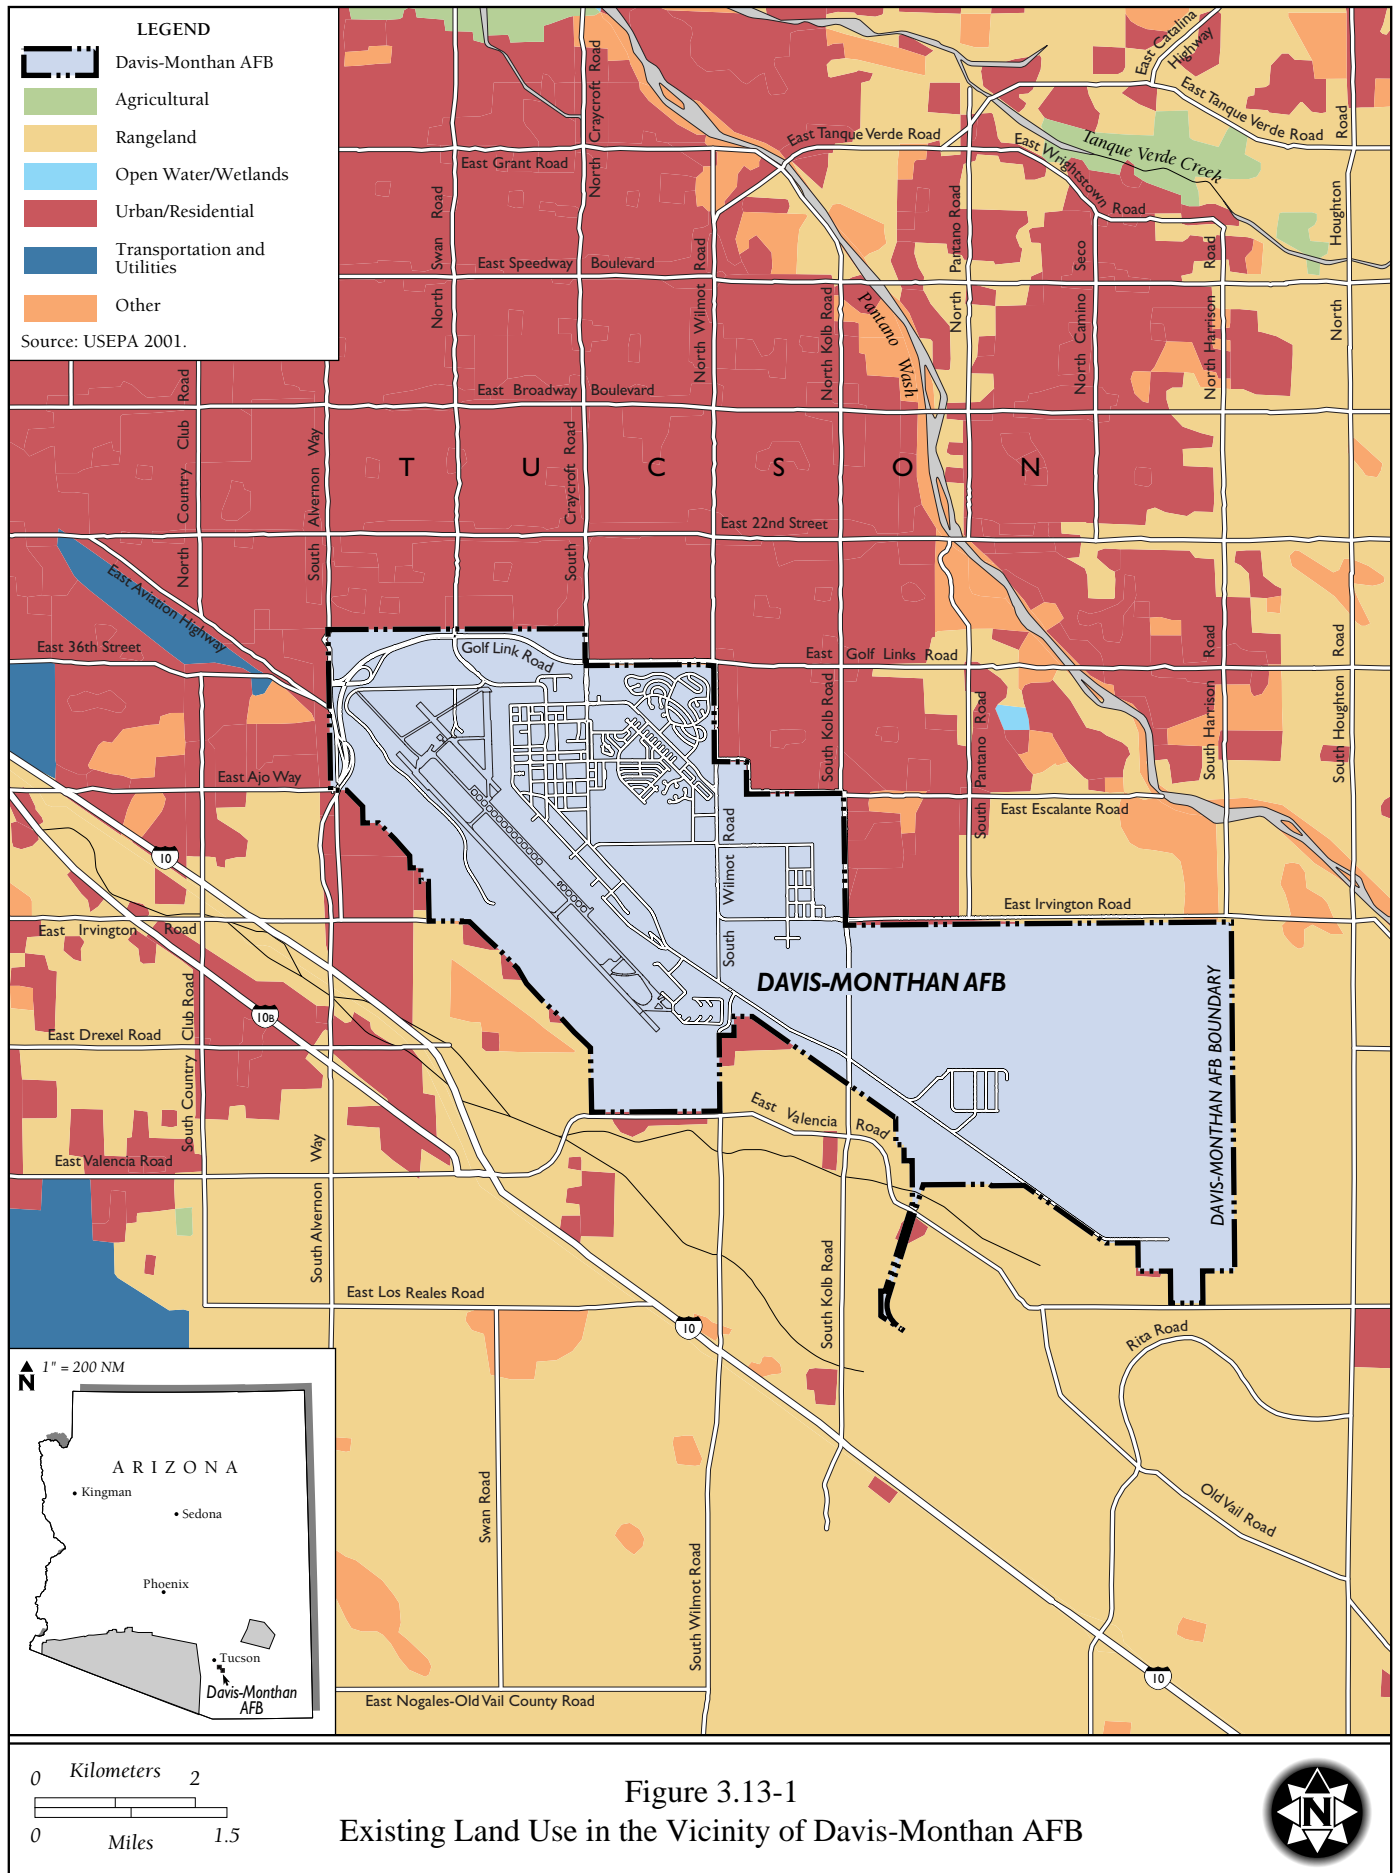 LEGEND
Davis-Monthan AFB
Agricultural
Rangeland
Open Water/Wetlands
Urban/Residential
Transportation and
Utilities
Other
Source: USEPA 2001.
East Catalina
Highway
East Tanque Verde Road
East Tanque Verde Road
East Grant Road
East Wrightstown Road
Tanque Verde Creek
North Craycroft Road
North Swan Road
North Wilmot Road
North Kolb Road
North Pantano Road
North Camino Seco
North Harrison Road
North Houghton Road
East Speedway Boulevard
Pantano Wash
East Broadway Boulevard
North Country Club Road
South Alvernon Way
South Craycroft Road
TUCSON
East 22nd Street
East Aviation Highway
East 36th Street
Golf Link Road
East Golf Links Road
South Kolb Road
South Pantano Road
South Harrison Road
South Houghton Road
East Ajo Way
East Escalante Road
10
South Wilmot Road
East Irvington Road
East Irvington Road
DAVIS-MONTHAN AFB
DAVIS-MONTHAN AFB BOUNDARY
10B
East Drexel Road
South Country Club Road
East Valencia Road
East Valencia Road
South Alvernon Way
South Kolb Road
East Los Reales Road
10
Rita Road
Old Vail Road
Swan Road
South Wilmot Road
10
East Nogales-Old Vail County Road
1" = 200 NM
N
ARIZONA
Kingman
Sedona
Phoenix
Tucson
Davis-Monthan
AFB
0 Kilometers 2
0 Miles 1.5
Figure 3.13-1
Existing Land Use in the Vicinity of Davis-Monthan AFB
N